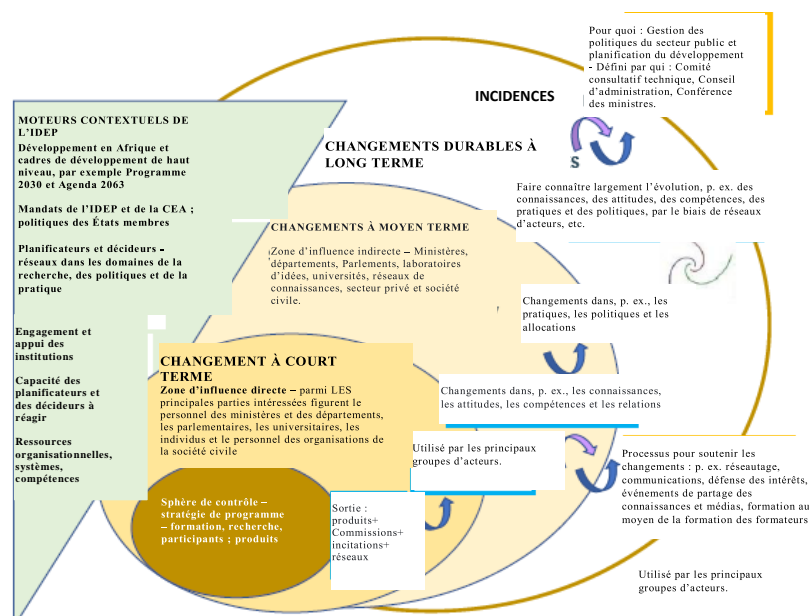 Pour quoi : Gestion des
politiques du secteur public et
planification du développement
- Défini par qui : Comité
consultatif technique, Conseil
d'administration, Conférence
des ministres.
INCIDENCES
MOTEURS CONTEXTUELS DE
L'IDEP
Développement en Afrique et
cadres de développement de haut
niveau, par exemple Programme
2030 et Agenda 2063
Mandats de l'IDEP et de la CEA ;
politiques des États membres
Planificateurs et décideurs –
réseaux dans les domaines de la
recherche, des politiques et de la
pratique
Engagement et
appui des
institutions
Capacité des
planificateurs et
des décideurs à
réagir
Ressources
organisationnelles,
systèmes,
compétences
CHANGEMENTS DURABLES À
LONG TERME
S
Faire connaître largement l'évolution, p. ex. des
connaissances, des attitudes, des compétences, des
pratiques et des politiques, par le biais de réseaux
d'acteurs, etc.
CHANGEMENTS À MOYEN TERME
Zone d'influence indirecte – Ministères,
départements, Parlements, laboratoires
d'idées, universités, réseaux de
connaissances, secteur privé et société
civile.
Changements dans, p. ex., les
pratiques, les politiques et les
allocations
CHANGEMENT À COURT
TERME
Zone d'influence directe – parmi LES
principales parties intéressées figurent le
personnel des ministères et des départements,
les parlementaires, les universitaires, les
individus et le personnel des organisations de
la société civile
Changements dans, p. ex., les connaissances,
les attitudes, les compétences et les relations
Utilisé par les principaux
groupes d'acteurs.
Processus pour soutenir les
changements : p. ex. réseautage,
communications, défense des intérêts,
événements de partage des
connaissances et médias, formation au
moyen de la formation des formateurs
Sphère de contrôle –
stratégie de programme
– formation, recherche,
participants ; produits
Sortie :
produits+
Commissions+
incitations+
réseaux
Utilisé par les principaux
groupes d'acteurs.